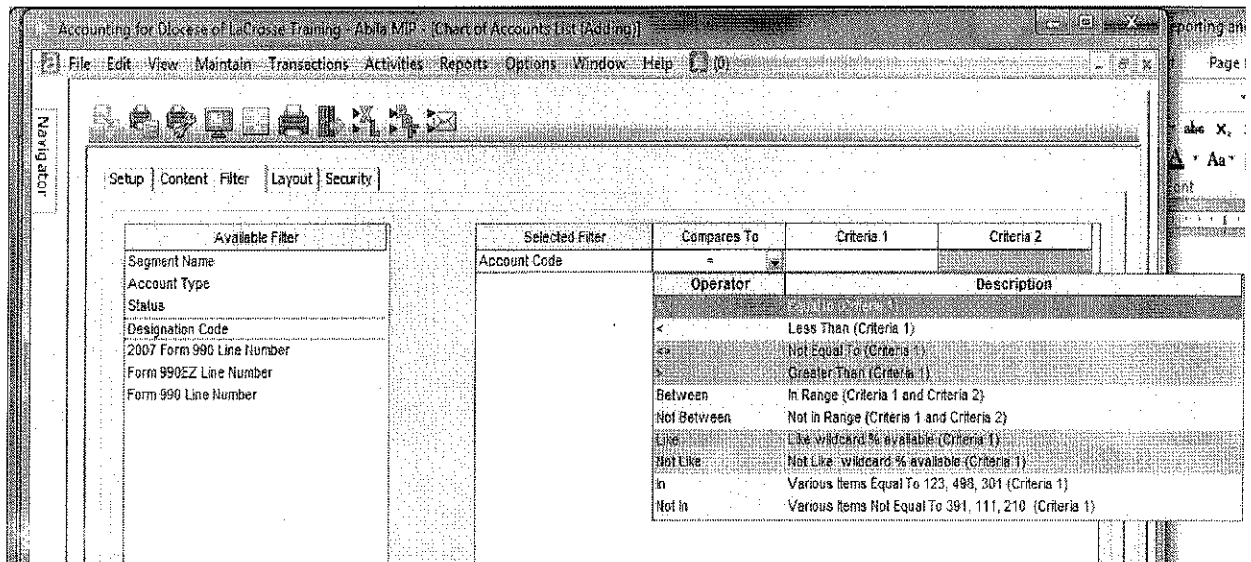 Accounting for Diocese of LaCrosse Training - Abila MIP - [Chart of Accounts List (Adding)]
porting an
File Edit View Maintain Transactions Activities Reports Options Window Help (0)
Page
Navigator
abc X,
A Aa
ont
Setup Content Filter Layout Security
Available Filter
Segment Name
Account Type
Status
Designation Code
2007 Form 990 Line Number
Form 990EZ Line Number
Form 990 Line Number
Selected Filter Compares To Criteria 1 Criteria 2
Account Code =
Operator Description
< Less Than (Criteria 1)
<> Not Equal To (Criteria 1)
> Greater Than (Criteria 1)
Between In Range (Criteria 1 and Criteria 2)
Not Between Not in Range (Criteria 1 and Criteria 2)
Like Like wildcard % available (Criteria 1)
Not Like Not Like wildcard % available (Criteria 1)
In Various Items Equal To 123, 498, 301 (Criteria 1)
Not In Various Items Not Equal To 391, 111, 210 (Criteria 1)